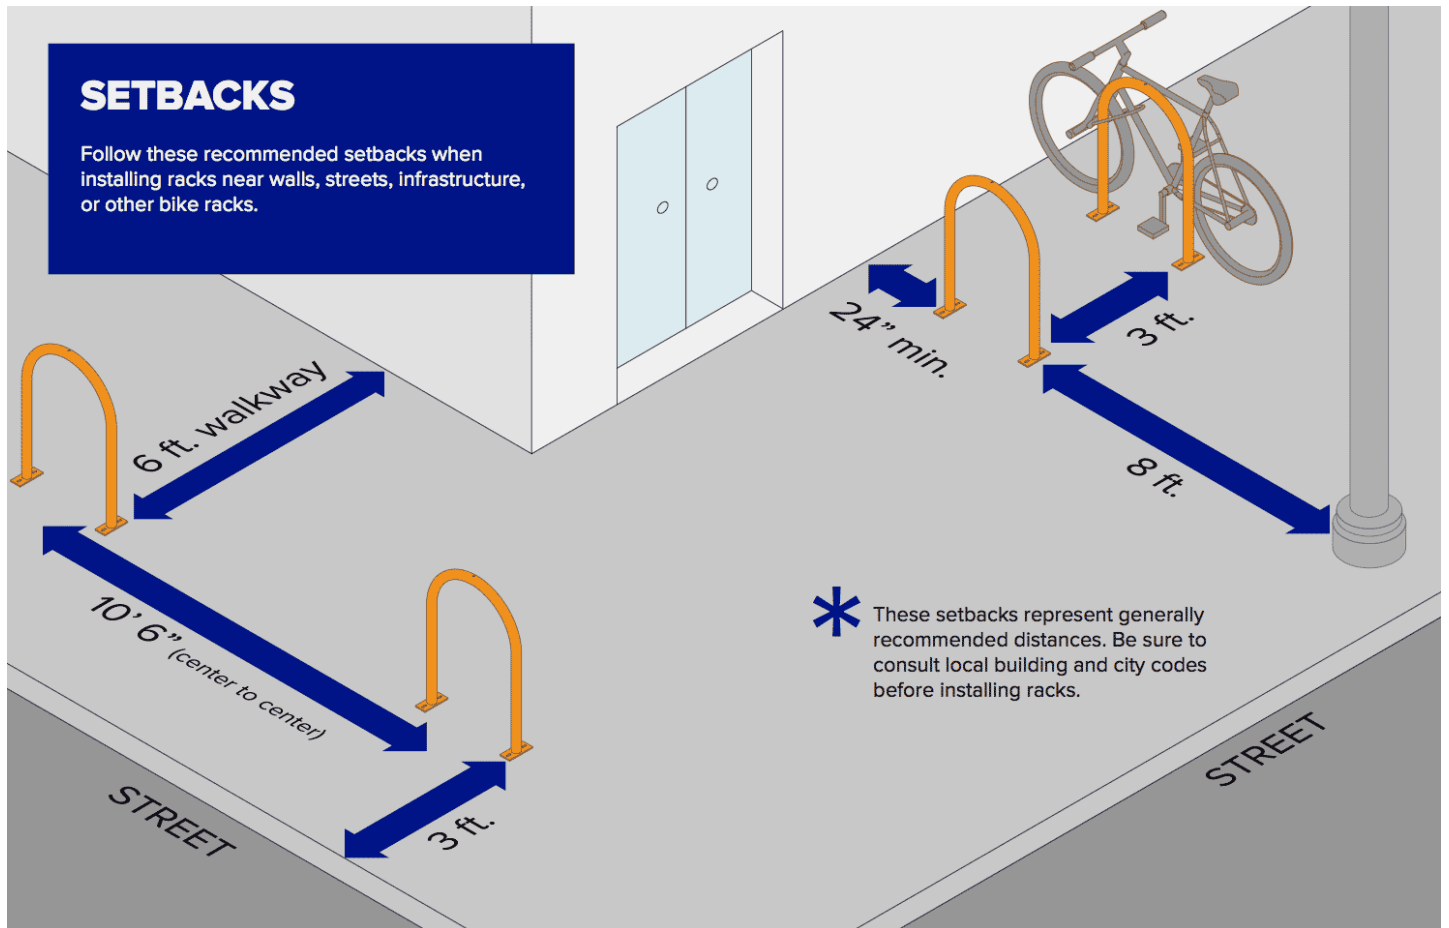 SETBACKS
Follow these recommended setbacks when
installing racks near walls, streets, infrastructure,
or other bike racks.
24” min.
3 ft.
6 ft. walkway
8 ft.
10’ 6” (center to center)
These setbacks represent generally
* recommended distances. Be sure to
consult local building and city codes
before installing racks.
STREET
STREET
3 ft.